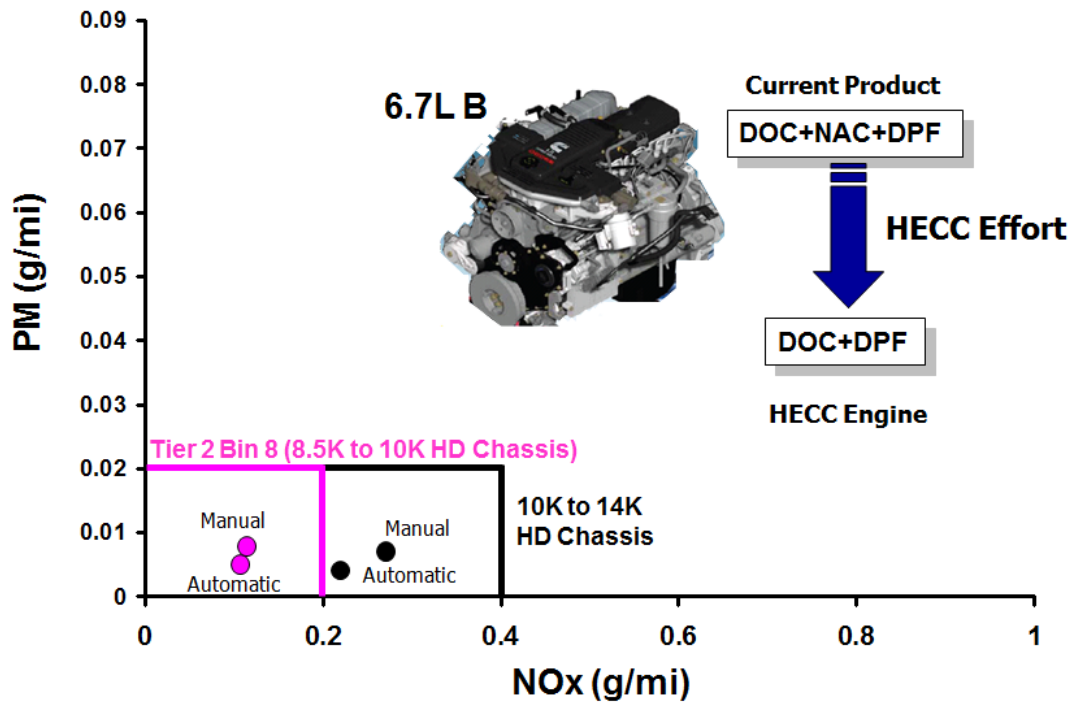 0.09
0.08
0.07
0.06
0.05
0.04
0.03
0.02
0.01
0
PM (g/mi)
6.7L B
Current Product
DOC+NAC+DPF
HECC Effort
DOC+DPF
HECC Engine
Tier 2 Bin 8 (8.5K to 10K HD Chassis)
10K to 14K
HD Chassis
Manual
Automatic
Manual
Automatic
0 0.2 0.4 0.6 0.8 1
NOx (g/mi)